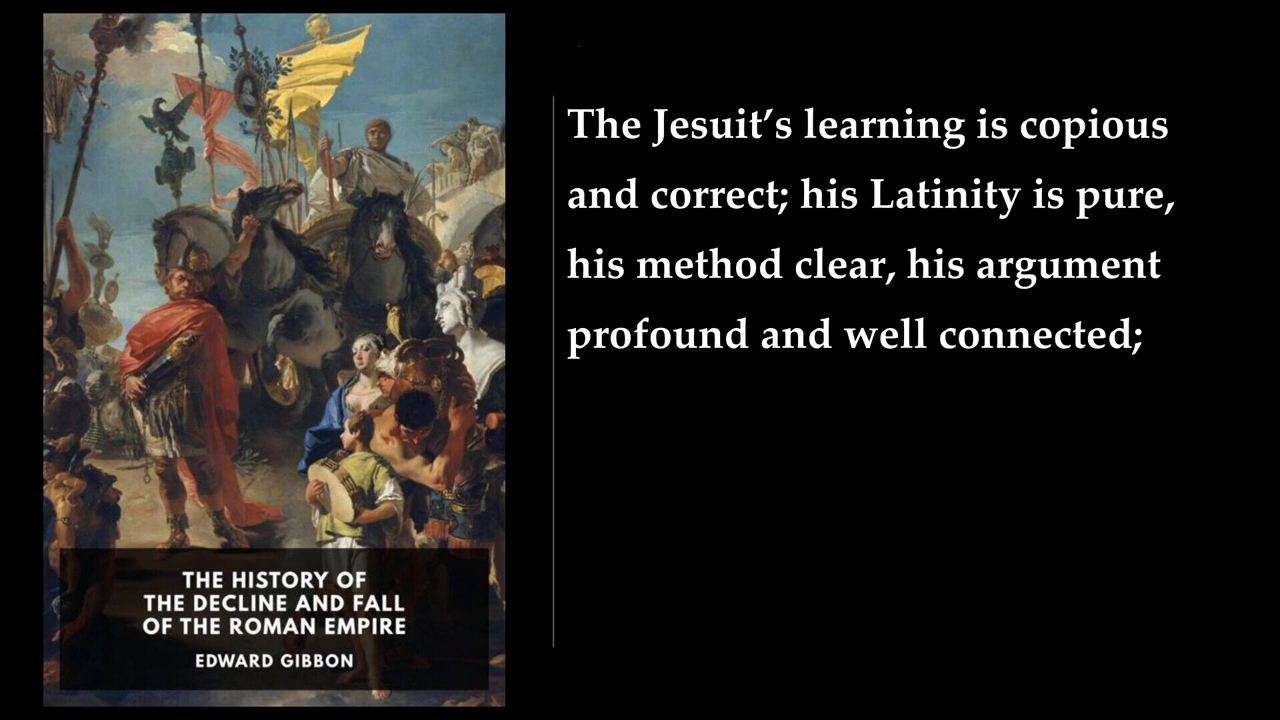 The Jesuit’s learning is copious
and correct; his Latinity is pure,
his method clear, his argument
profound and well connected;
THE HISTORY OF
THE DECLINE AND FALL
OF THE ROMAN EMPIRE
EDWARD GIBBON